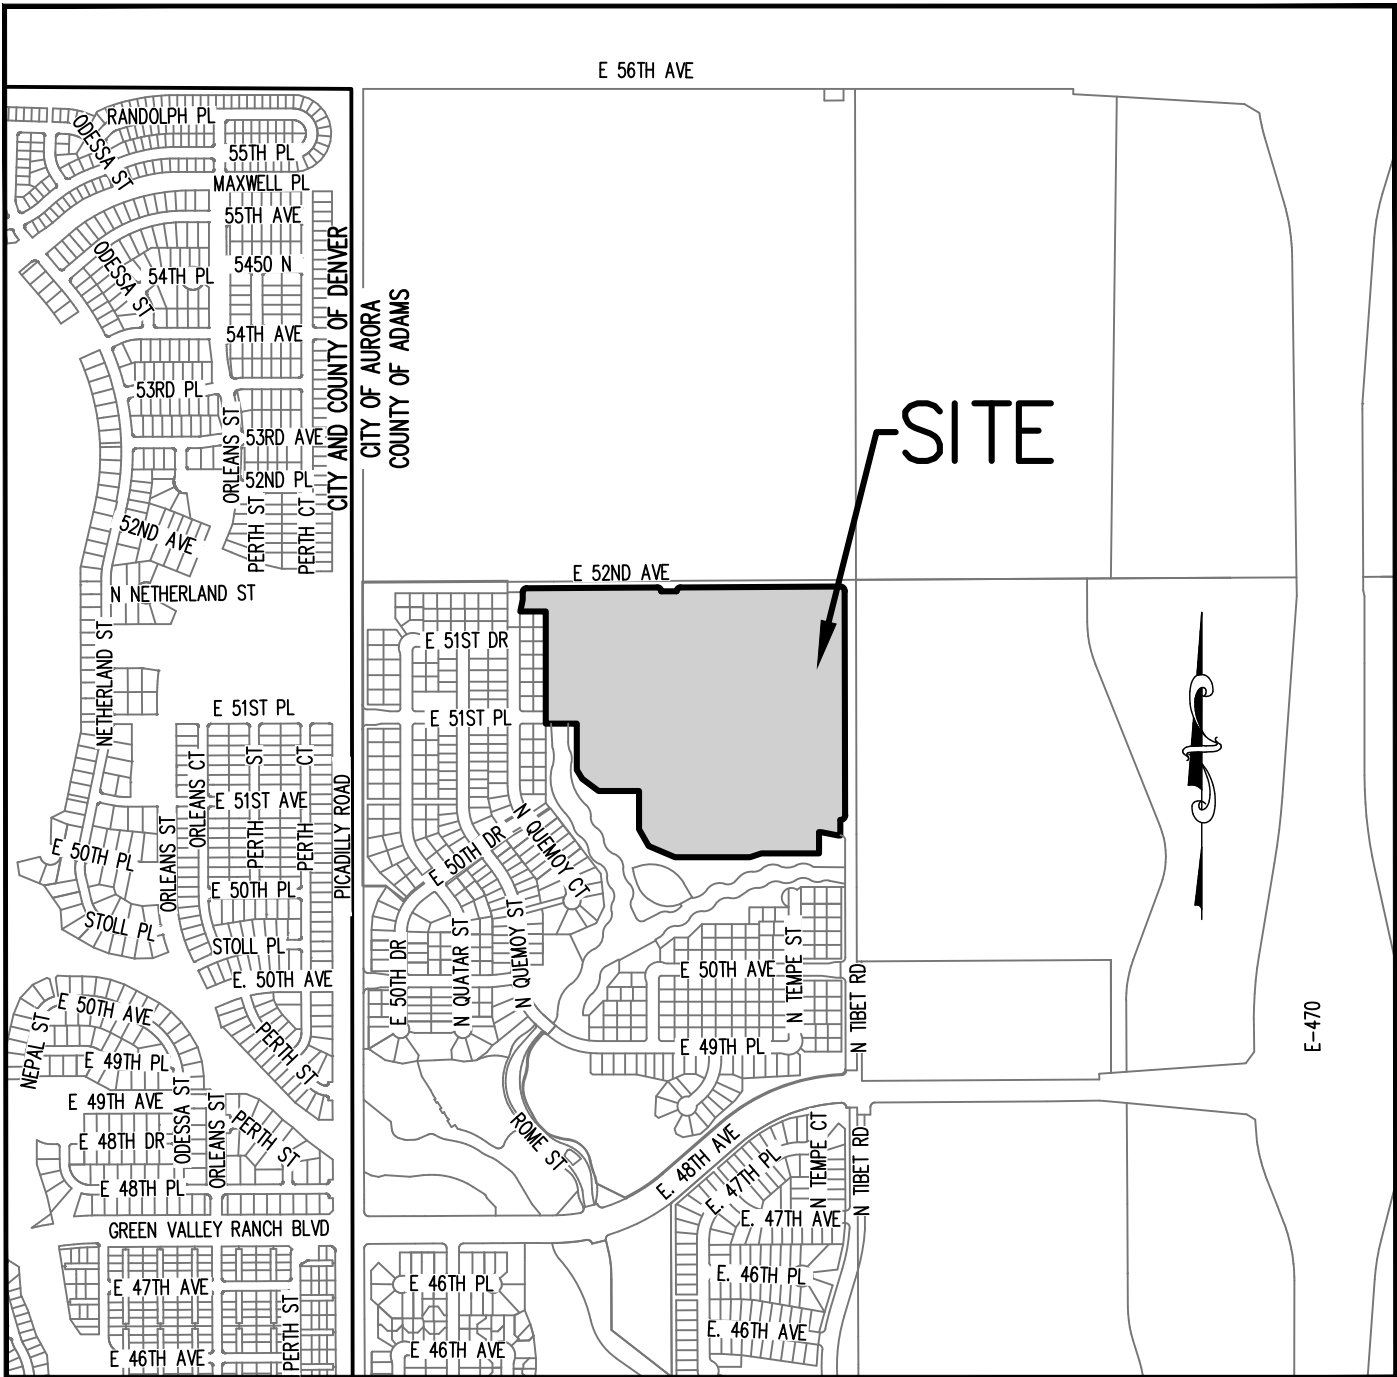 E 56TH AVE
RANDOLPH PL
ODESSA ST
55TH PL
MAXWELL PL
55TH AVE
ODESSA ST
54TH PL
5450 N
54TH AVE
CITY AND COUNTY OF DENVER
CITY OF AURORA
COUNTY OF ADAMS
53RD PL
ORLEANS ST
53RD AVE
52ND PL
SITE
52ND AVE
PERTH ST
PERTH CT
N NETHERLAND ST
E 52ND AVE
NETHERLAND ST
E 51ST DR
E 51ST PL
E 51ST PL
ORLEANS CT
ST
CT
E 51ST AVE
PERTH
PERTH
PICADILLY ROAD
ORLEANS ST
E 50TH PL
E 50TH PL
E 50TH DR
N QUEMOY CT
STOLL PL
STOLL PL
E. 50TH AVE
E 50TH DR
N QUATAR ST
N QUEMOY ST
E 50TH AVE
N TEMPE ST
N TIBET RD
E-470
E 50TH AVE
NEPAL ST
E 49TH PL
PERTH ST
E 49TH PL
E 49TH AVE
ODESSA ST
ORLEANS ST
PERTH ST
E 48TH DR
ROME ST
E. 48TH AVE
E. 47TH PL
N TEMPE CT
N TIBET RD
E 48TH PL
GREEN VALLEY RANCH BLVD
E. 47TH AVE
E 47TH AVE
E 46TH PL
E. 46TH PL
PERTH ST
E 46TH AVE
E 46TH AVE
E. 46TH AVE